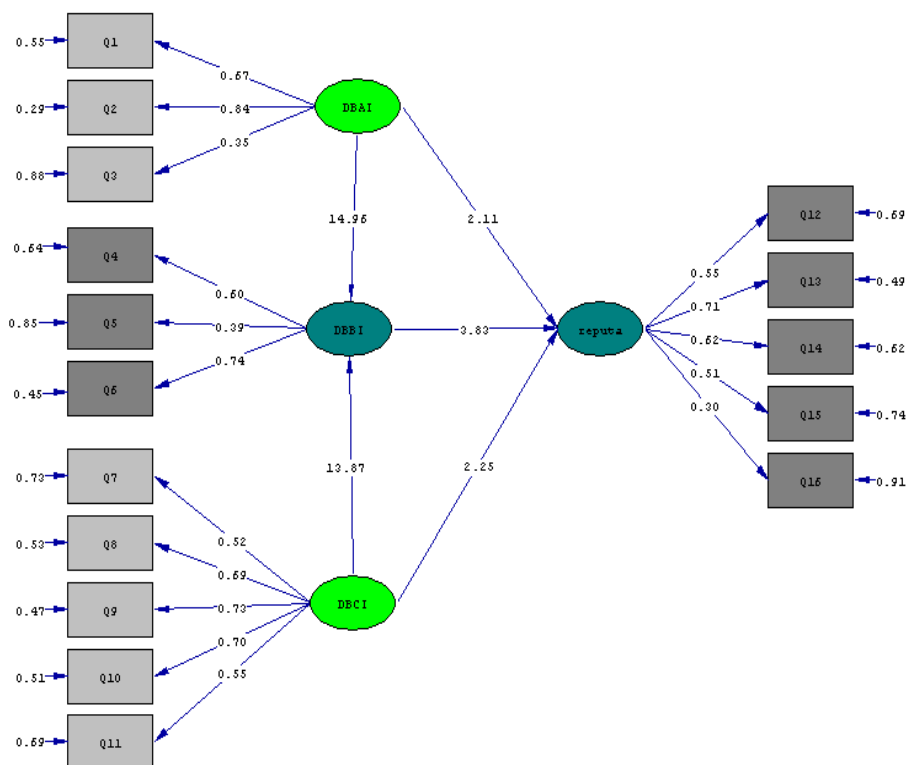 0.55 Q1
0.67
0.29 Q2 0.84 DBAI
0.35
0.88 Q3
14.96 2.11
Q12 0.69
0.64 Q4
0.55
0.60
Q13 0.49
0.71
0.85 Q5 0.39 DBBI 3.83 reputa
0.62 Q14 0.62
0.74
0.51
0.45 Q6
0.30
Q15 0.74
13.87 2.25
0.73 Q7
Q16 0.91
0.52
0.53 Q8
0.69
0.47 Q9 0.73 DBCI
0.70
0.51 Q10
0.55
0.69 Q11